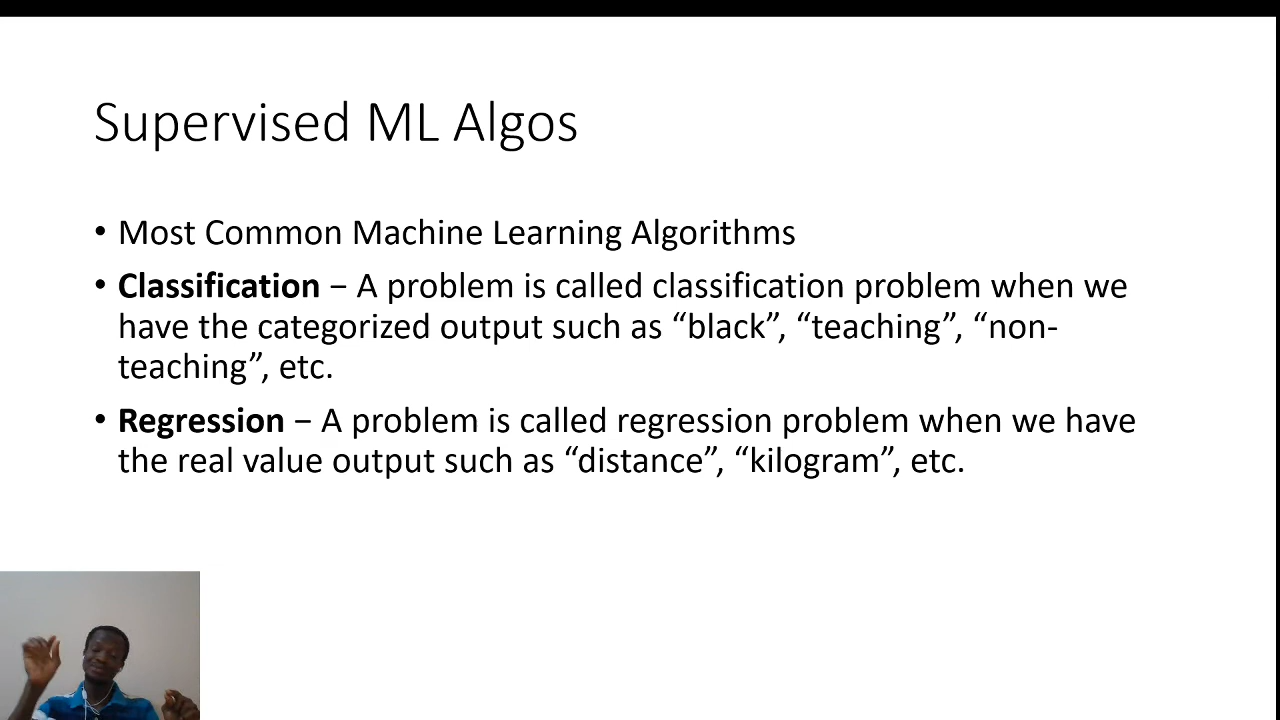 Supervised ML Algos
• Most Common Machine Learning Algorithms
• Classification − A problem is called classification problem when we
have the categorized output such as “black”, “teaching”, “non-
teaching”, etc.
• Regression − A problem is called regression problem when we have
the real value output such as “distance”, “kilogram”, etc.